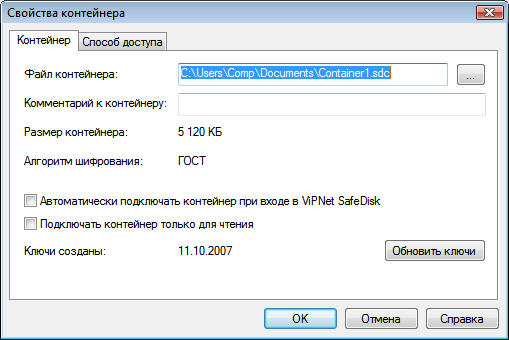 Свойства контейнера
Контейнер Способ доступа
Файл контейнера: C:\Users\Comp\Documents\Container1.sdc ...
Комментарий к контейнеру:
Размер контейнера: 5 120 КБ
Алгоритм шифрования: ГОСТ
Автоматически подключать контейнер при входе в ViPNet SafeDisk
Подключать контейнер только для чтения
Ключи созданы: 11.10.2007 Обновить ключи
OK Отмена Справка